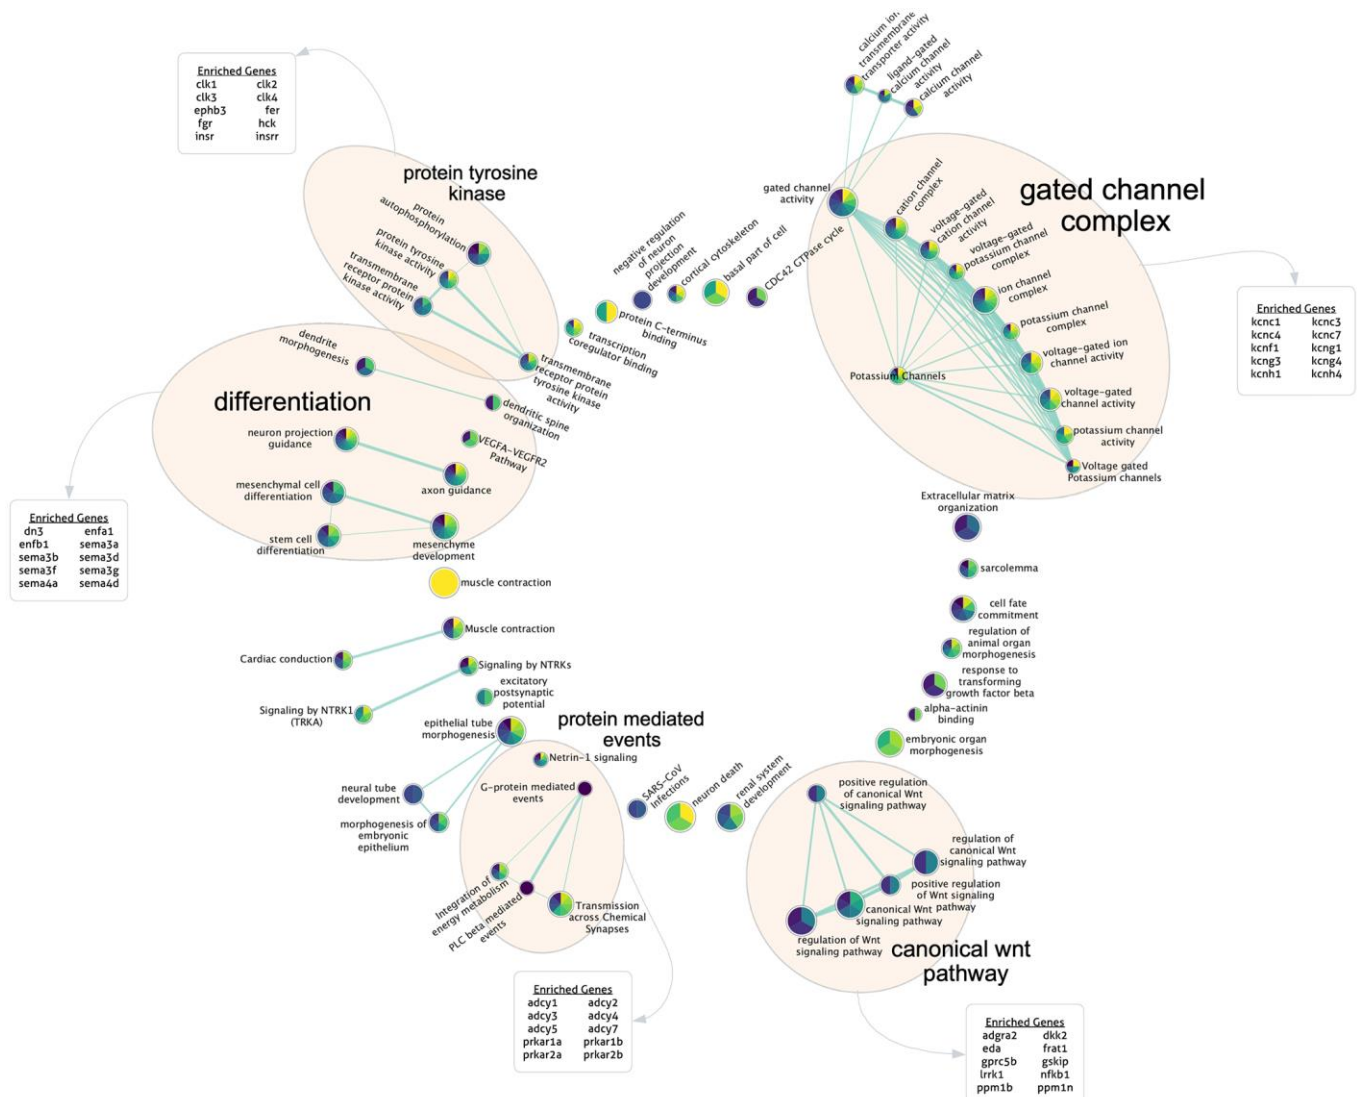 Enriched Genes
clk1 clk2
clk3 clk4
ephb3 fer
fgr hck
insr insrr
protein tyrosine
kinase
protein
autophosphorylation
protein tyrosine
kinase activity
transmembrane
receptor protein
kinase activity
transmembrane
receptor protein
tyrosine kinase
activity
calcium ion
transmembrane
transporter activity
ligand-gated
calcium channel
activity
calcium channel
activity
gated channel
complex
gated channel
activity
cation channel
complex
voltage-gated
cation channel
activity
voltage-gated
potassium channel
complex
ion channel
complex
potassium channel
complex
voltage-gated ion
channel activity
voltage-gated
channel activity
potassium channel
activity
Voltage gated
Potassium channels
Potassium Channels
Enriched Genes
kcnc1 kcnc3
kcnc4 kcnc7
kcnf1 kcng1
kcng3 kcng4
kcnh1 kcnh4
negative regulation
of neuron
projection
development
cortical cytoskeleton
basal part of cell
CDC42 GTPase cycle
protein C-terminus
binding
transcription
coregulator binding
differentiation
dendrite
morphogenesis
dendritic spine
organization
neuron projection
guidance
VEGFA-VEGFR2
Pathway
axon guidance
mesenchymal cell
differentiation
stem cell
differentiation
mesenchyme
development
Enriched Genes
dn3 enfa1
enfb1 sema3a
sema3b sema3d
sema3f sema3g
sema4a sema4d
muscle contraction
Muscle contraction
Cardiac conduction
Signaling by NTRKs
Signaling by NTRK1
(TRKA)
excitatory
postsynaptic
potential
epithelial tube
morphogenesis
neural tube
development
morphogenesis of
embryonic
epithelium
protein mediated
events
Netrin-1 signaling
G-protein mediated
events
Integration of
energy metabolism
PLC beta mediated
events
Transmission
across Chemical
Synapses
Enriched Genes
adcy1 adcy2
adcy3 adcy4
adcy5 adcy7
prkar1a prkar1b
prkar2a prkar2b
SARS-CoV
Infections
neuron death
renal system
development
Extracellular matrix
organization
sarcolemma
cell fate
commitment
regulation of
animal organ
morphogenesis
response to
transforming
growth factor beta
alpha-actinin
binding
embryonic organ
morphogenesis
positive regulation
of canonical Wnt
signaling pathway
regulation of
canonical Wnt
signaling pathway
positive regulation
of Wnt signaling
pathway
canonical Wnt
signaling pathway
regulation of Wnt
signaling pathway
canonical wnt
pathway
Enriched Genes
adgra2 dkk2
eda frat1
gprc5b gskip
lrrk1 nfkb1
ppm1b ppm1n